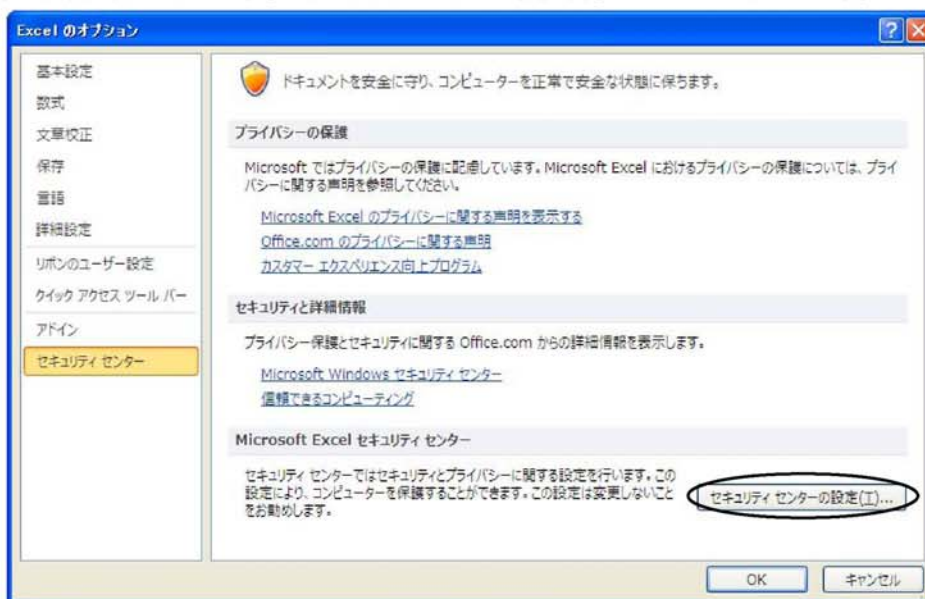 Excel のオプション
基本設定
数式
文章校正
保存
言語
詳細設定
リボンのユーザー設定
クイック アクセス ツール バー
アドイン
セキュリティ センター
ドキュメントを安全に守り、コンピューターを正常で安全な状態に保ちます。
プライバシーの保護
Microsoft ではプライバシーの保護に配慮しています。Microsoft Excel におけるプライバシーの保護については、プライ
バシーに関する声明を参照してください。
Microsoft Excel のプライバシーに関する声明を表示する
Office.com のプライバシーに関する声明
カスタマー エクスペリエンス向上プログラム
セキュリティと詳細情報
プライバシー保護とセキュリティに関する Office.com からの詳細情報を表示します。
Microsoft Windows セキュリティ センター
信頼できるコンピューティング
Microsoft Excel セキュリティ センター
セキュリティ センターではセキュリティとプライバシーに関する設定を行います。この
設定により、コンピューターを保護することができます。この設定は変更しないこと
をお勧めします。
セキュリティ センターの設定(T)...
OK
キャンセル